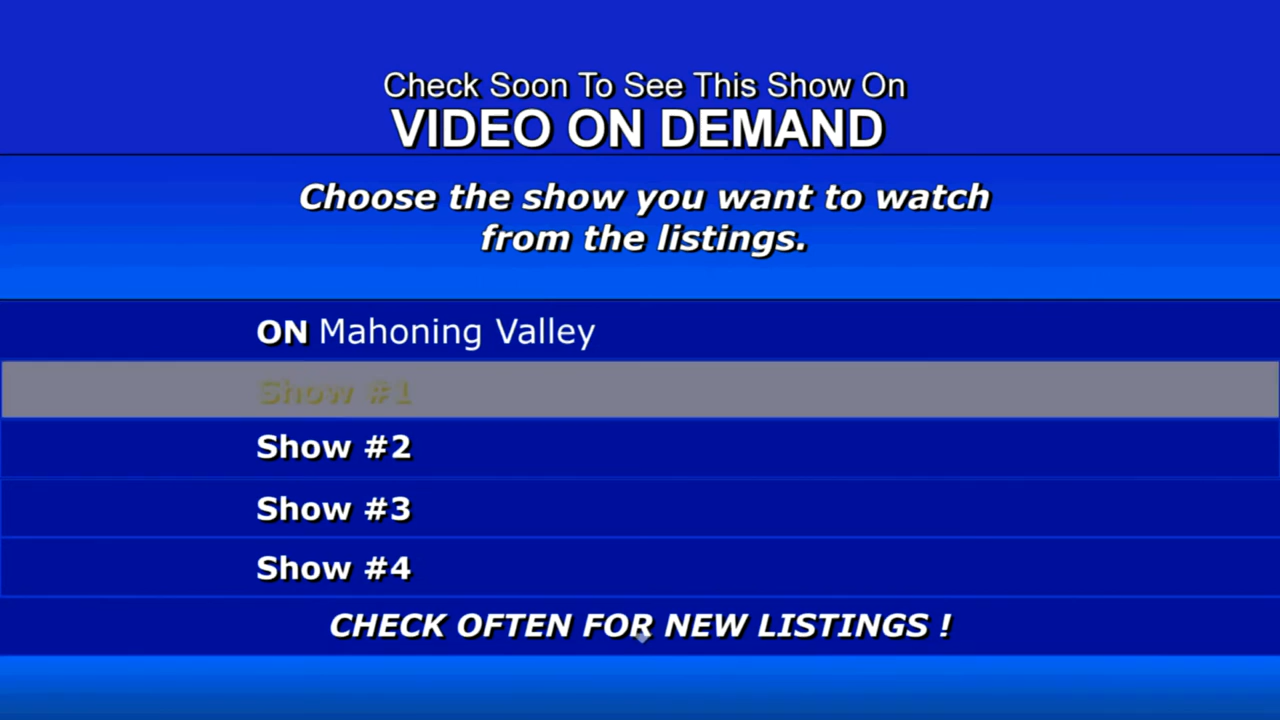 Check Soon To See This Show On
VIDEO ON DEMAND
Choose the show you want to watch
from the listings.
ON Mahoning Valley
Show #1
Show #2
Show #3
Show #4
CHECK OFTEN FOR NEW LISTINGS !